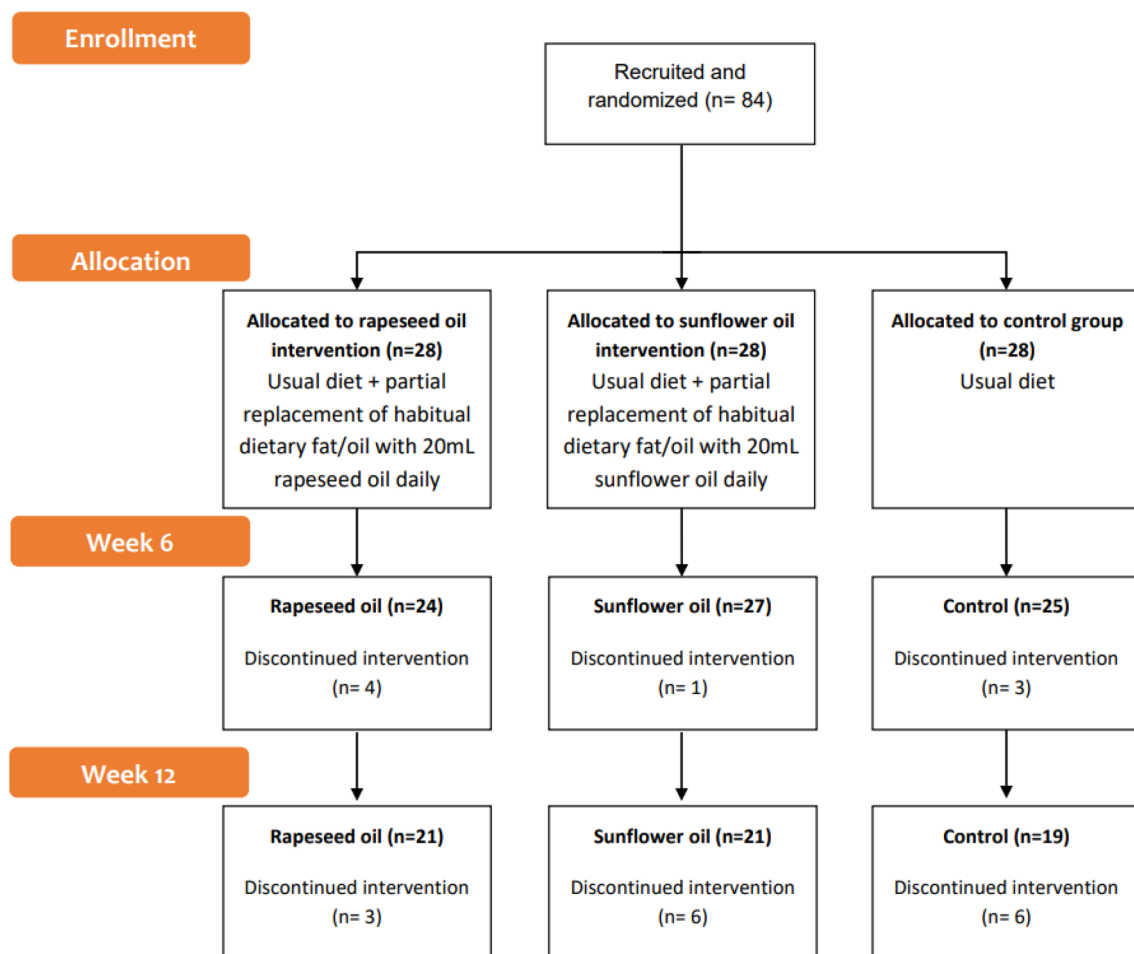 Enrollment
Recruited and
randomized (n= 84)
Allocation
Allocated to rapeseed oil
intervention (n=28)
Usual diet + partial
replacement of habitual
dietary fat/oil with 20mL
rapeseed oil daily
Allocated to sunflower oil
intervention (n=28)
Usual diet + partial
replacement of habitual
dietary fat/oil with 20mL
sunflower oil daily
Allocated to control group
(n=28)
Usual diet
Week 6
Rapeseed oil (n=24)
Discontinued intervention
(n= 4)
Sunflower oil (n=27)
Discontinued intervention
(n= 1)
Control (n=25)
Discontinued intervention
(n= 3)
Week 12
Rapeseed oil (n=21)
Discontinued intervention
(n= 3)
Sunflower oil (n=21)
Discontinued intervention
(n= 6)
Control (n=19)
Discontinued intervention
(n= 6)